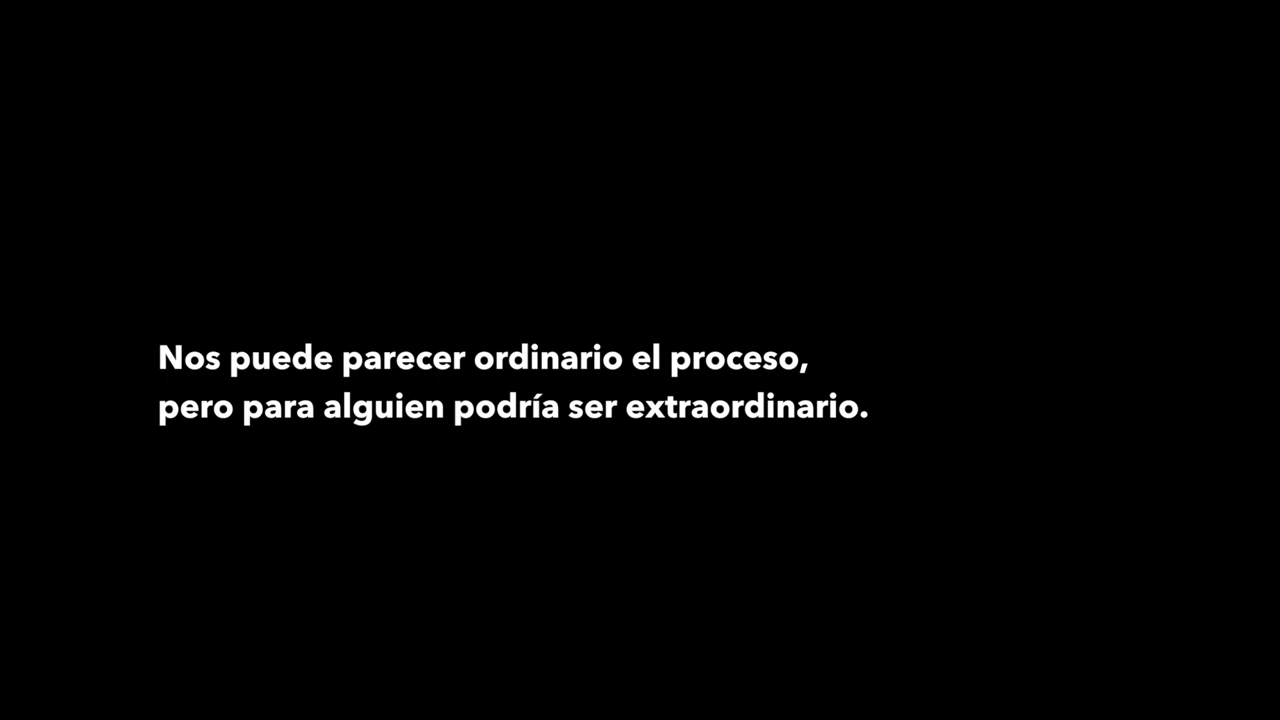 Nos puede parecer ordinario el proceso,
pero para alguien podría ser extraordinario.